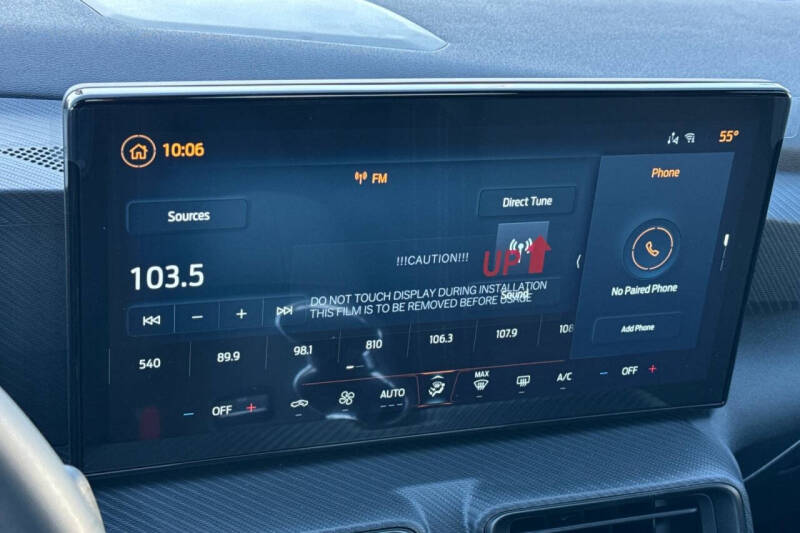 10:06
55°
FM
Phone
Sources
Direct Tune
!!!CAUTION!!!
UP
103.5
DO NOT TOUCH DISPLAY DURING INSTALLATION
THIS FILM IS TO BE REMOVED BEFORE USAGE
Sound
No Paired Phone
- +
Add Phone
540 89.9 98.1 810 106.3 107.9 108
- OFF + AUTO MAX A/C - OFF +